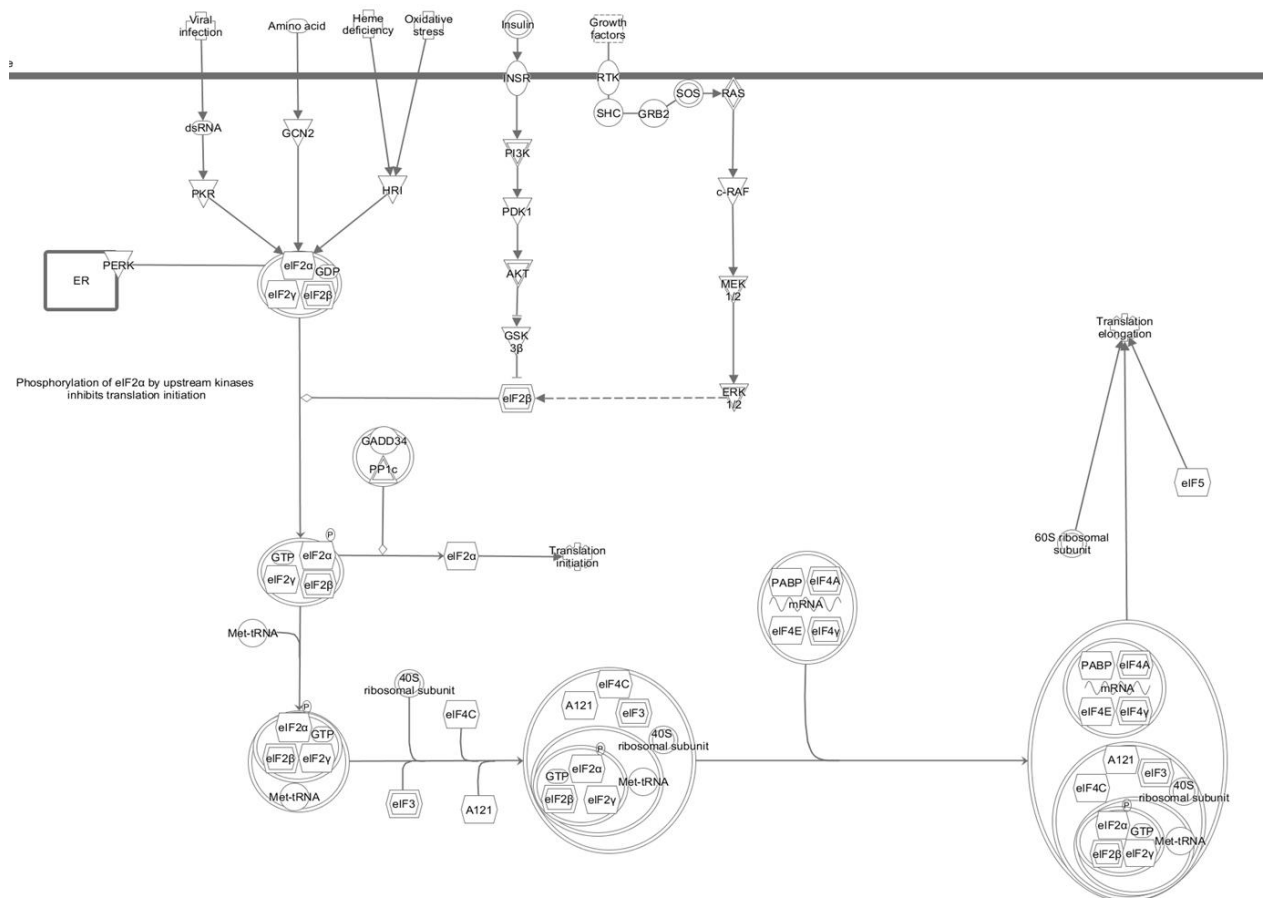 Viral
infection
Amino acid
Heme
deficiency
Oxidative
stress
Insulin
Growth
factors
e
INSR
RTK
SOS
RAS
SHC
GRB2
dsRNA
GCN2
PI3K
PKR
HRI
c-RAF
PDK1
PERK
ER
eIF2α
GDP
eIF2γ
eIF2β
AKT
MEK
1/2
GSK
3β
Translation
elongation
Phosphorylation of eIF2α by upstream kinases
inhibits translation initiation
eIF2β
ERK
1/2
GADD34
PP1c
eIF5
P
GTP
eIF2α
eIF2γ
eIF2β
eIF2α
Translation
initiation
60S ribosomal
subunit
PABP
eIF4A
mRNA
eIF4E
eIF4γ
Met-tRNA
P
eIF2α
GTP
eIF2β
eIF2γ
Met-tRNA
40S
ribosomal subunit
eIF4C
eIF3
A121
eIF4C
A121
eIF3
40S
ribosomal subunit
P
GTP
eIF2α
Met-tRNA
eIF2β
eIF2γ
PABP
eIF4A
mRNA
eIF4E
eIF4γ
A121
eIF3
eIF4C
40S
ribosomal subunit
P
eIF2α
GTP
Met-tRNA
eIF2β
eIF2γ